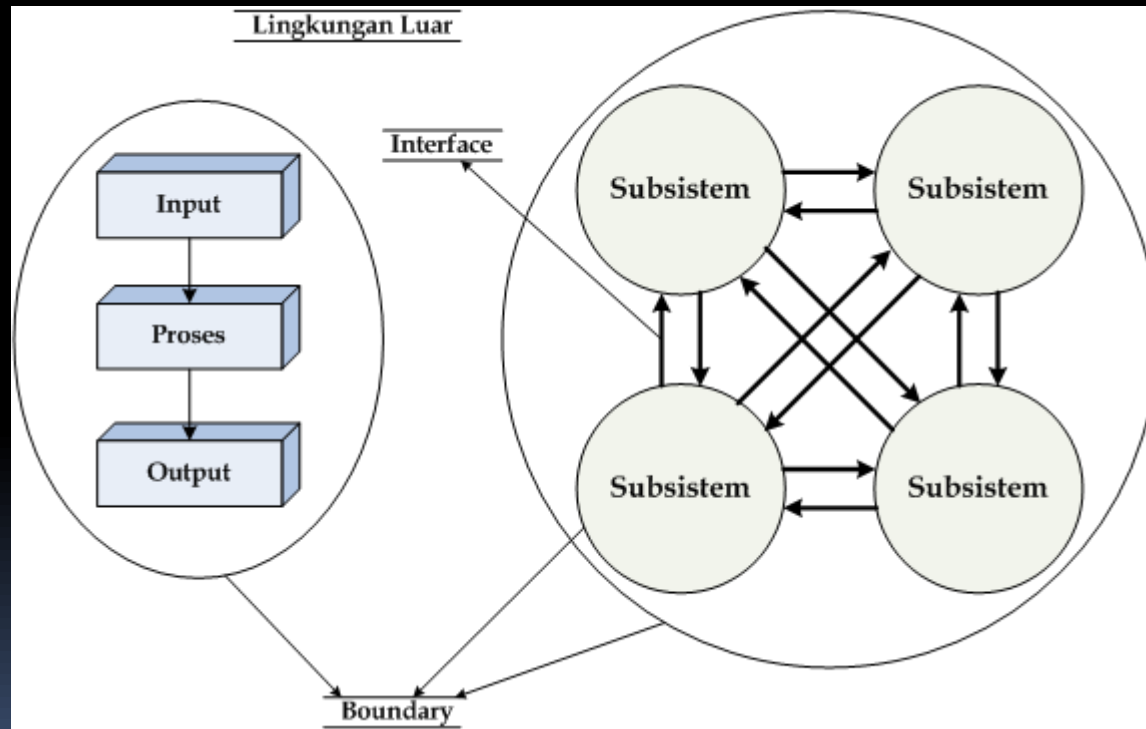 Lingkungan Luar
Interface
Input
Proses
Output
Subsistem
Subsistem
Subsistem
Subsistem
Boundary